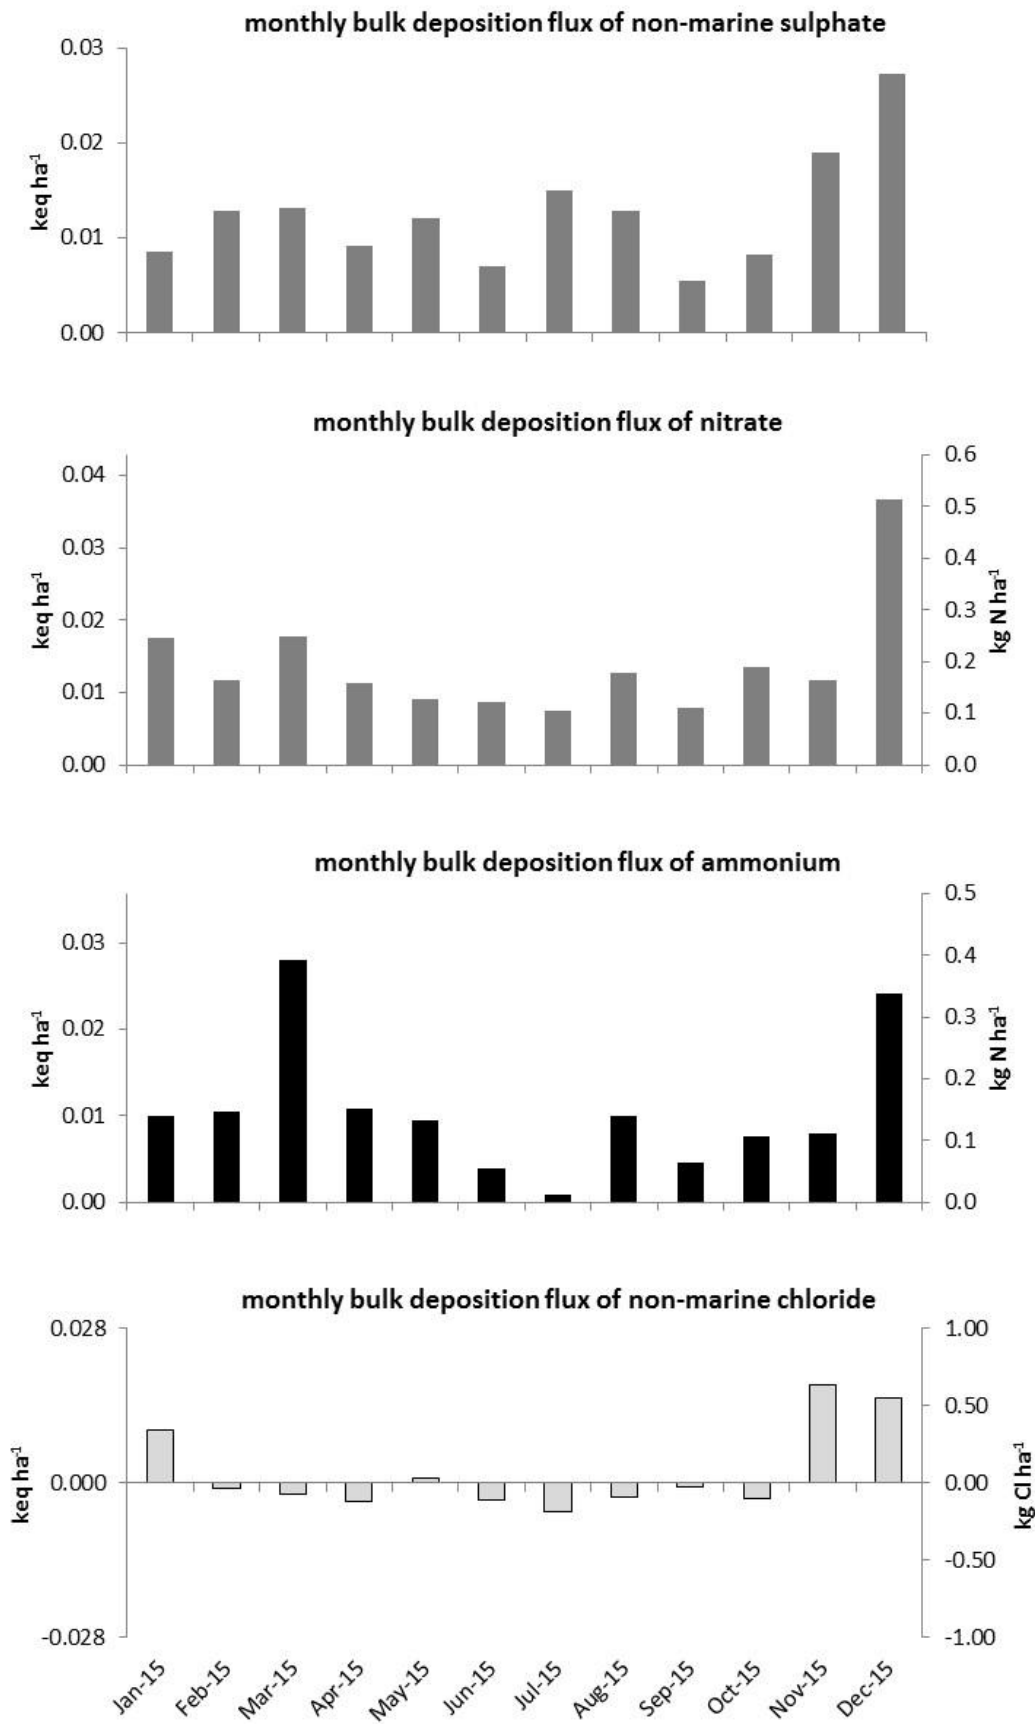 monthly bulk deposition flux of non-marine sulphate
0.03
0.02
0.01
0.00
keq ha-1
monthly bulk deposition flux of nitrate
0.04
0.03
0.02
0.01
0.00
keq ha-1
0.6
0.5
0.4
0.3
0.2
0.1
0.0
kg N ha-1
monthly bulk deposition flux of ammonium
0.03
0.02
0.01
0.00
keq ha-1
0.5
0.4
0.3
0.2
0.1
0.0
kg N ha-1
monthly bulk deposition flux of non-marine chloride
0.028
0.000
-0.028
keq ha-1
1.00
0.50
0.00
-0.50
-1.00
kg Cl ha-1
Jan-15
Feb-15
Mar-15
Apr-15
May-15
Jun-15
Jul-15
Aug-15
Sep-15
Oct-15
Nov-15
Dec-15